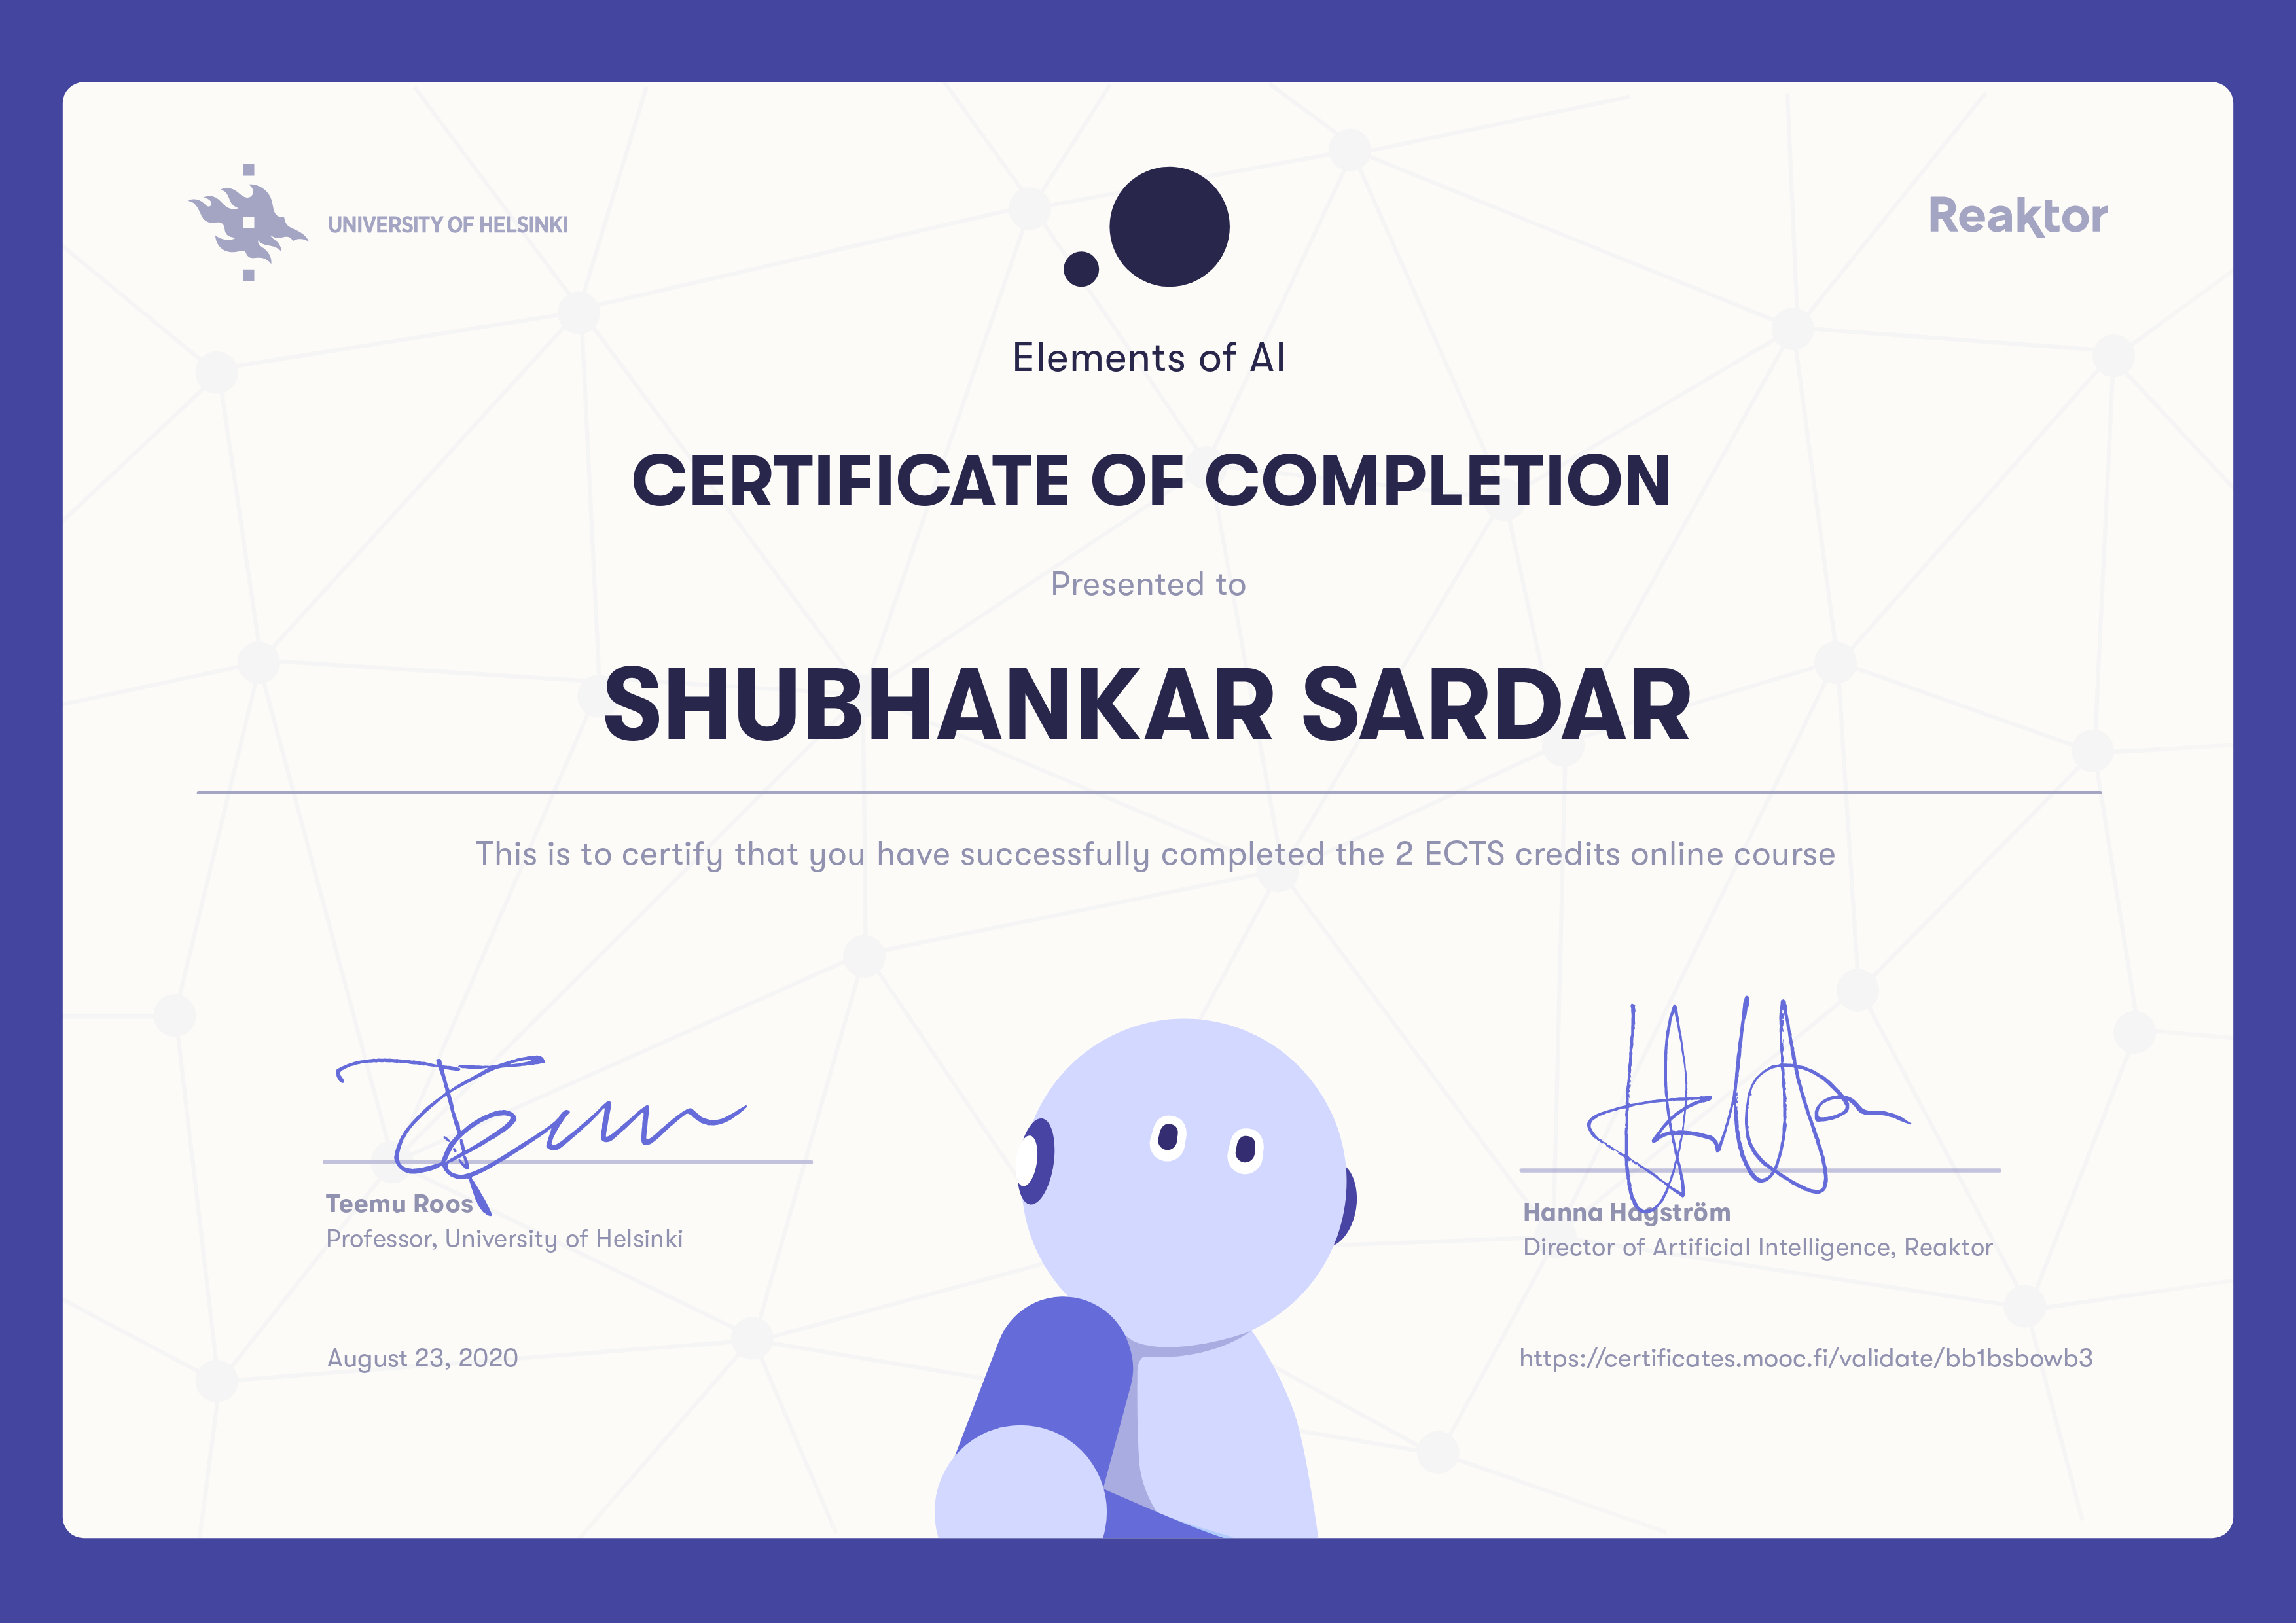 UNIVERSITY OF HELSINKI
Reaktor
Elements of AI
CERTIFICATE OF COMPLETION
Presented to
SHUBHANKAR SARDAR
This is to certify that you have successfully completed the 2 ECTS credits online course
Teemu Roos
Professor, University of Helsinki
Hanna Hagström
Director of Artificial Intelligence, Reaktor
August 23, 2020
https://certificates.mooc.fi/validate/bb1bsbowb3